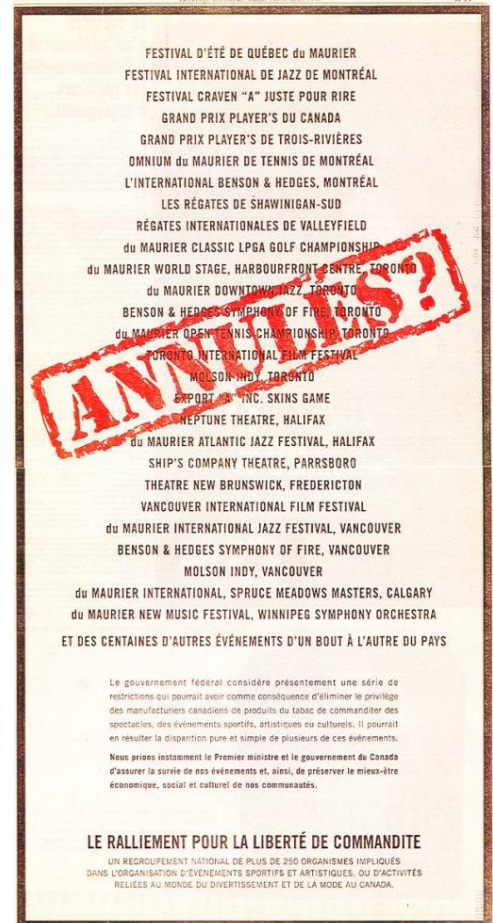 FESTIVAL D'ÉTÉ DE QUÉBEC du MAURIER
FESTIVAL INTERNATIONAL DE JAZZ DE MONTRÉAL
FESTIVAL CRAVEN "A" JUSTE POUR RIRE
GRAND PRIX PLAYER'S DU CANADA
GRAND PRIX PLAYER'S DE TROIS-RIVIÈRES
OMNIUM du MAURIER DE TENNIS DE MONTRÉAL
L'INTERNATIONAL BENSON & HEDGES, MONTRÉAL
LES RÉGATES DE SHAWINIGAN-SUD
RÉGATES INTERNATIONALES DE VALLEYFIELD
du MAURIER CLASSIC LPGA GOLF CHAMPIONSHIP
du MAURIER WORLD STAGE, HARBOURFRONT CENTRE, TORONTO
du MAURIER DOWNTOWN JAZZ, TORONTO
BENSON & HEDGES SYMPHONY OF FIRE, TORONTO
du MAURIER OPEN TENNIS CHAMPIONSHIP, TORONTO
TORONTO INTERNATIONAL FILM FESTIVAL
MOLSON INDY, TORONTO
EXPORT "A" INC. SKINS GAME
NEPTUNE THEATRE, HALIFAX
du MAURIER ATLANTIC JAZZ FESTIVAL, HALIFAX
SHIP'S COMPANY THEATRE, PARRSBORO
THEATRE NEW BRUNSWICK, FREDERICTON
VANCOUVER INTERNATIONAL FILM FESTIVAL
du MAURIER INTERNATIONAL JAZZ FESTIVAL, VANCOUVER
BENSON & HEDGES SYMPHONY OF FIRE, VANCOUVER
MOLSON INDY, VANCOUVER
du MAURIER INTERNATIONAL, SPRUCE MEADOWS MASTERS, CALGARY
du MAURIER NEW MUSIC FESTIVAL, WINNIPEG SYMPHONY ORCHESTRA
ET DES CENTAINES D'AUTRES ÉVÉNEMENTS D'UN BOUT À L'AUTRE DU PAYS
ANNULÉS?
Le gouvernement fédéral considère présentement une série de
restrictions qui pourrait avoir comme conséquence d'éliminer le privilège
des manufacturiers canadiens de produits du tabac de commanditer des
spectacles, des événements sportifs, artistiques ou culturels. Il pourrait
en résulter la disparition pure et simple de plusieurs de ces événements.
Nous prions instamment le Premier ministre et le gouvernement du Canada
d'assurer la survie de nos événements et, ainsi, de préserver le mieux-être
économique, social et culturel de nos communautés.
LE RALLIEMENT POUR LA LIBERTÉ DE COMMANDITE
UN REGROUPEMENT NATIONAL DE PLUS DE 250 ORGANISMES IMPLIQUÉS
DANS L'ORGANISATION D'ÉVÉNEMENTS SPORTIFS ET ARTISTIQUES, OU D'ACTIVITÉS
RELIÉES AU MONDE DU DIVERTISSEMENT ET DE LA MODE AU CANADA.